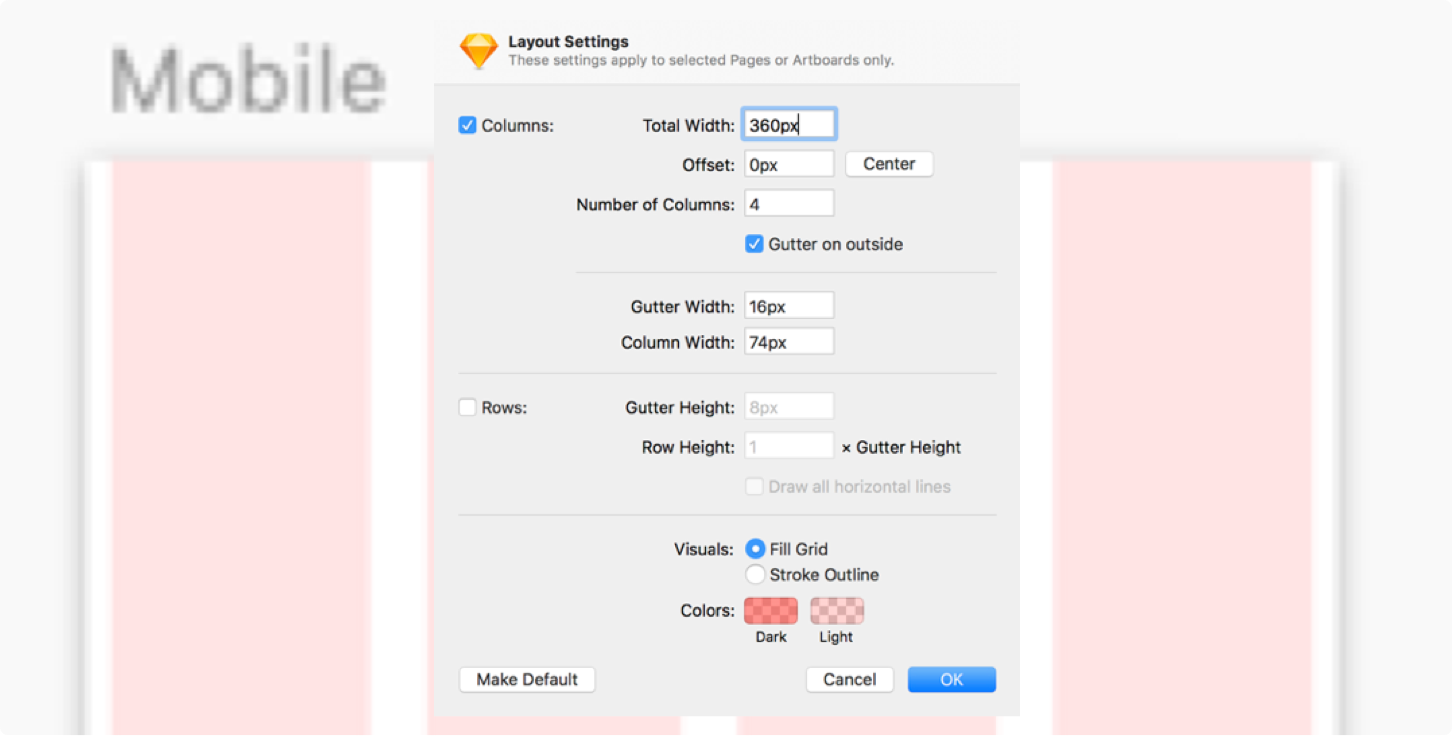 Mobile
Layout Settings
These settings apply to selected Pages or Artboards only.
Columns: Total Width: 360px
Offset: 0px Center
Number of Columns: 4
Gutter on outside
Gutter Width: 16px
Column Width: 74px
Rows: Gutter Height: 8px
Row Height: 1 × Gutter Height
Draw all horizontal lines
Visuals: Fill Grid
Stroke Outline
Colors:
Dark Light
Make Default Cancel OK